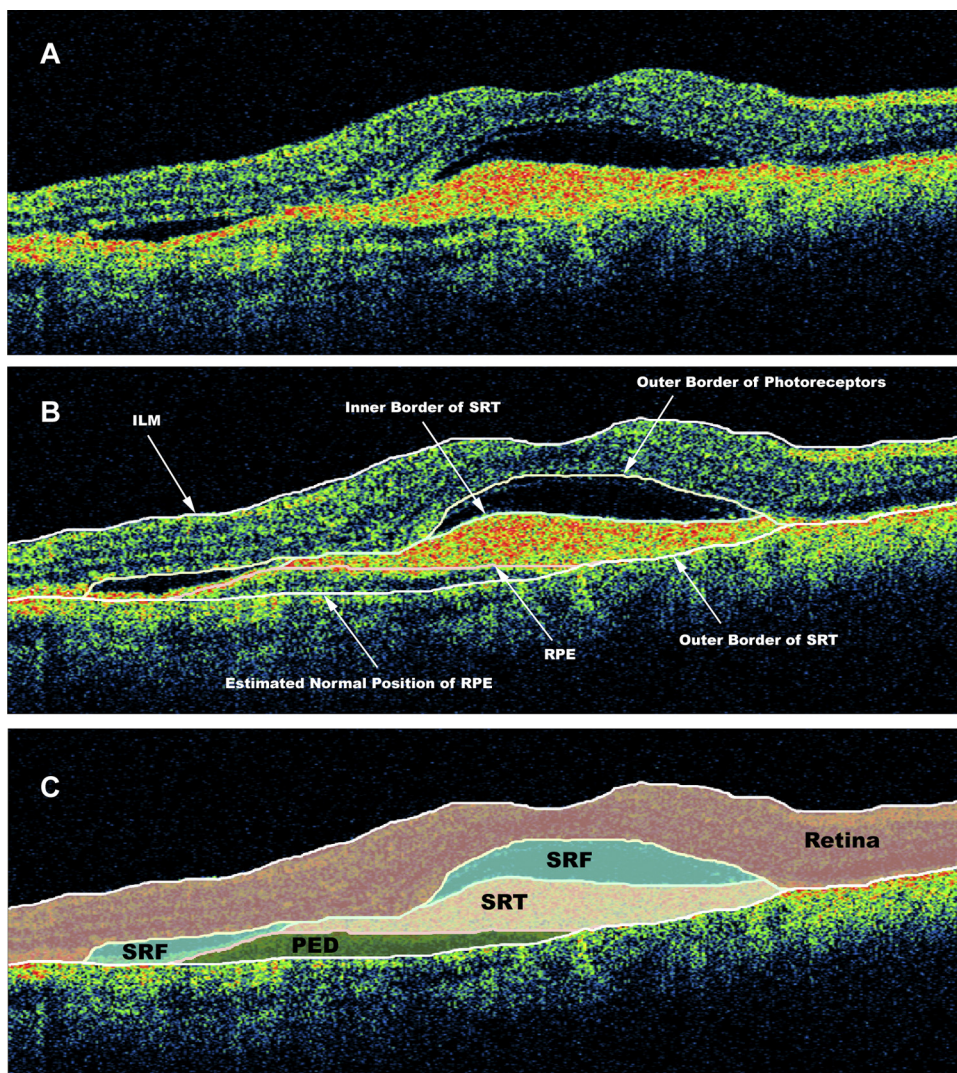 A
B
Outer Border of Photoreceptors
Inner Border of SRT
ILM
Outer Border of SRT
RPE
Estimated Normal Position of RPE
C
Retina
SRF
SRT
SRF
PED